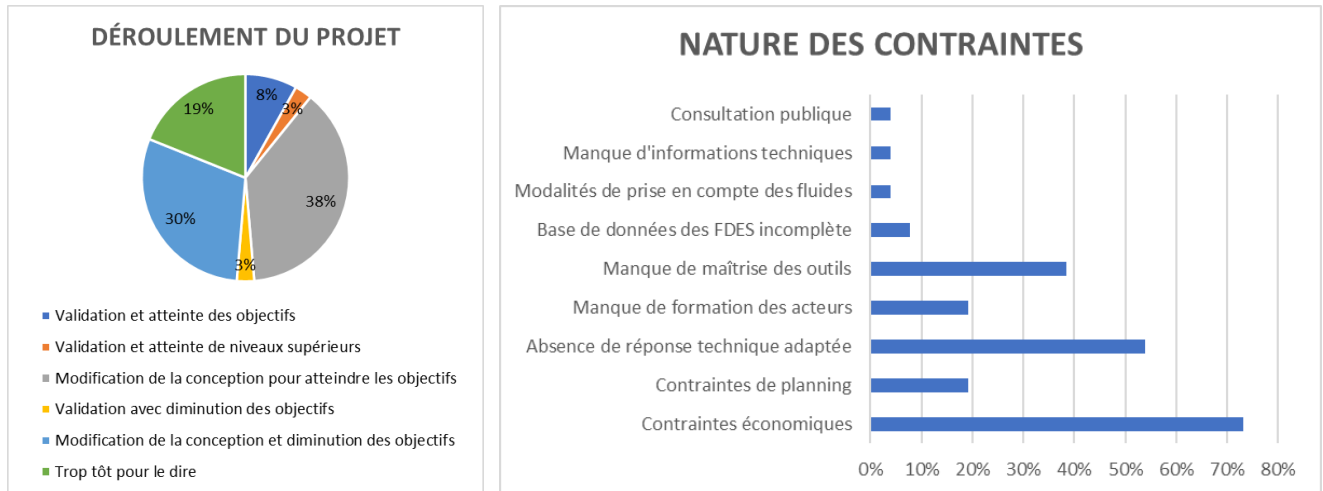 DÉROULEMENT DU PROJET
8%
3%
19%
38%
30%
3%
Validation et atteinte des objectifs
Validation et atteinte de niveaux supérieurs
Modification de la conception pour atteindre les objectifs
Validation avec diminution des objectifs
Modification de la conception et diminution des objectifs
Trop tôt pour le dire
NATURE DES CONTRAINTES
Consultation publique
Manque d'informations techniques
Modalités de prise en compte des fluides
Base de données des FDES incomplète
Manque de maîtrise des outils
Manque de formation des acteurs
Absence de réponse technique adaptée
Contraintes de planning
Contraintes économiques
0% 10% 20% 30% 40% 50% 60% 70% 80%